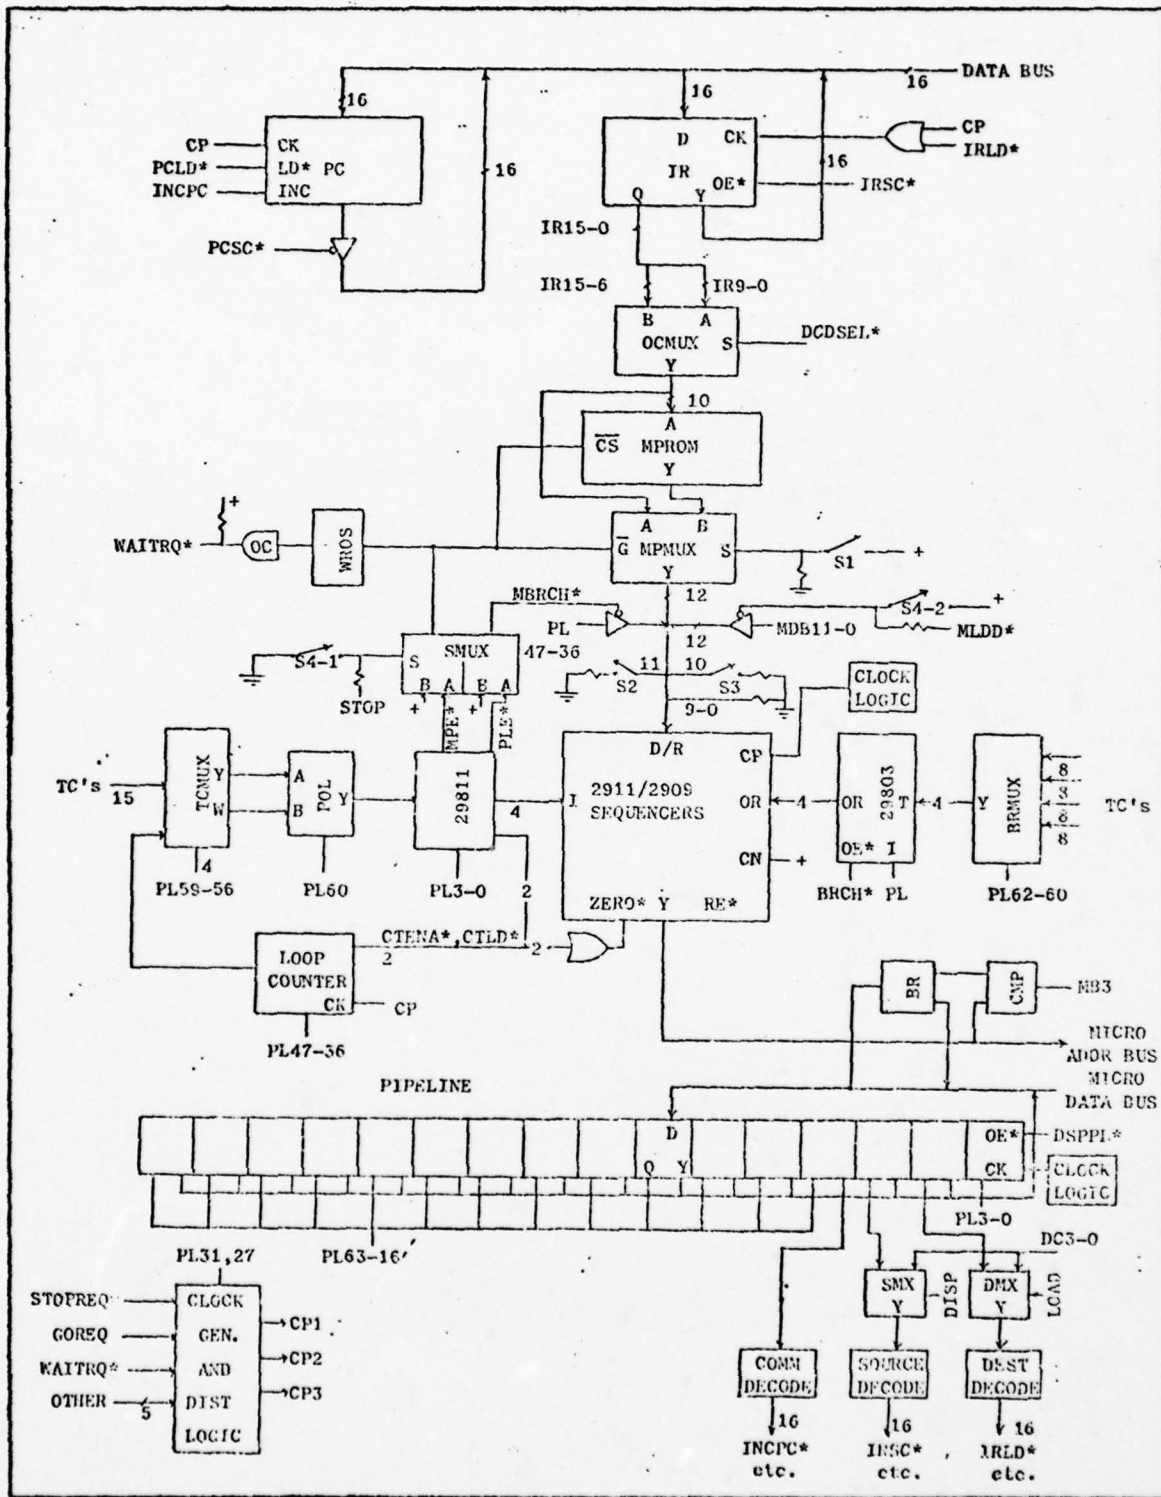 DATA BUS
16
16
16
CP
PCLD*
INCPC
CK
LD* PC
INC
16
D CK
IR
OE*
Q Y
CP
IRLD*
16
IRSC*
PCSC*
IR15-0
IR15-6
IR9-0
B A
OCMUX S
Y
DCDSEL*
10
A
CS MPROM
Y
+
WAITRQ*
OC
WROS
A B
G MPMUX S
Y
S1
+
12
MBRCH*
PL
12
MDB11-0
S4-2
+
MLDD*
S4-1
STOP
S SMUX
47-36
B A B A
+ +
MPE*
PLE*
11 10
S2 S3
9-0
CLOCK
LOGIC
TC's
15
TCMUX
Y
W
4
PL59-56
A
B
POL
Y
PL60
29811
4
PL3-0
2
D/R
CP
I 2911/2909
SEQUENCERS
OR
CN +
ZERO* Y RE*
4
OR 29803 T
OE* I
BRCH* PL
4
Y BRMUX
8
3
8
TC's
PL62-60
LOOP
COUNTER
CK
CTENA*,CTLD*
2
2
CP
PL47-36
BR
CMP
MB3
MICRO
ADDR BUS
MICRO
DATA BUS
PIPELINE
D
Q Y
OE*
CK
DSPPL*
CLOCK
LOGIC
PL3-0
PL31,27
PL63-16
DC3-0
STOPREQ
GOREQ
WAITRQ*
OTHER
5
CLOCK
GEN.
AND
DIST
LOGIC
CP1
CP2
CP3
SMX
Y
DISP
DMX
Y
LOAD
COMM
DECODE
SOURCE
DECODE
DEST
DECODE
16
16
16
INCPC*
etc.
IRSC*
etc.
IRLD*
etc.